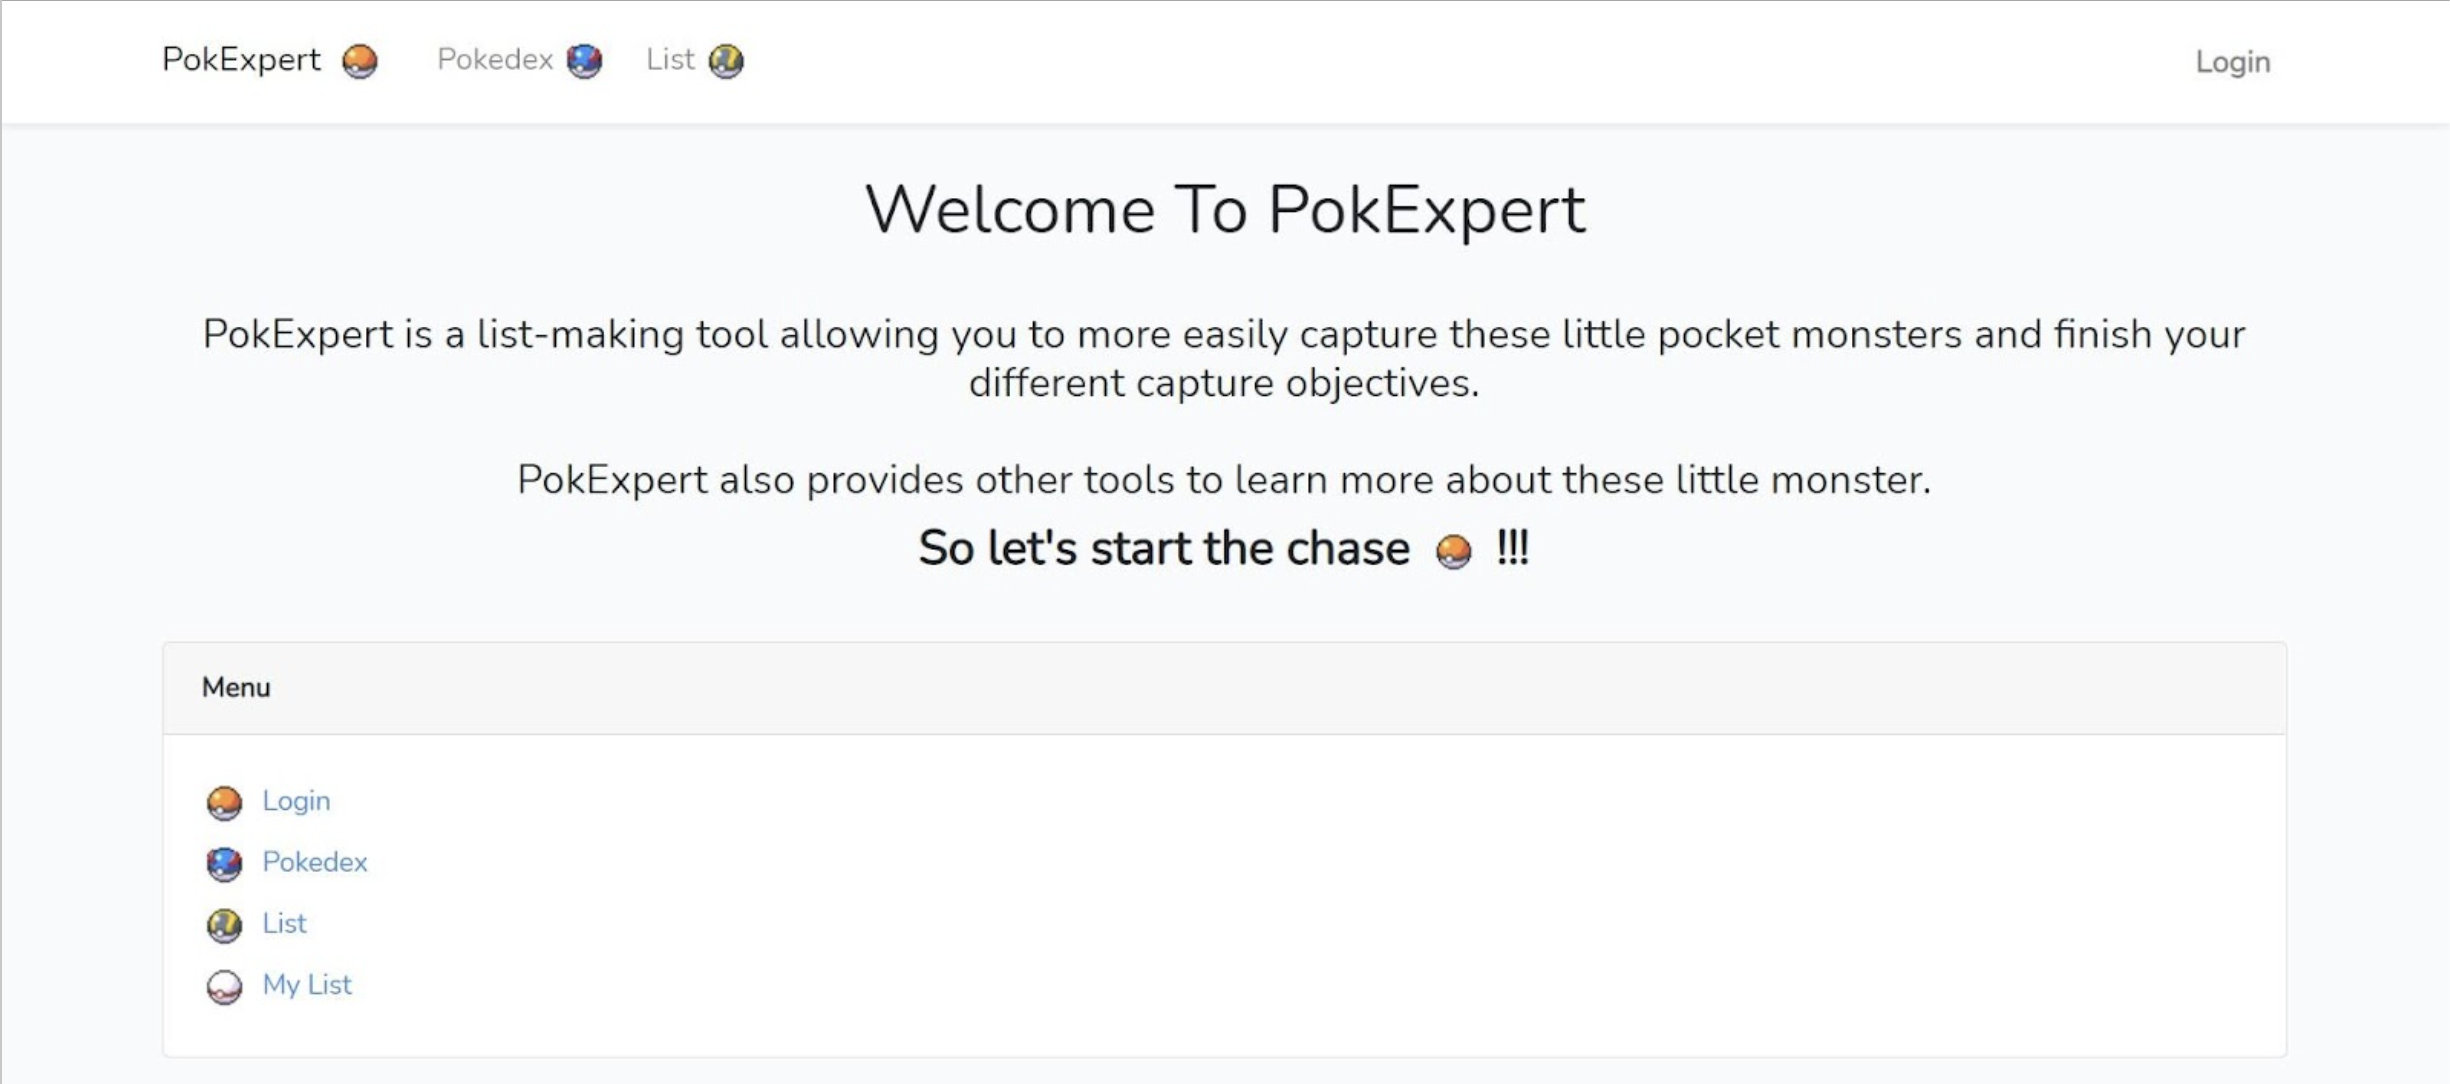 PokExpert Pokedex List Login
Welcome To PokExpert
PokExpert is a list-making tool allowing you to more easily capture these little pocket monsters and finish your
different capture objectives.
PokExpert also provides other tools to learn more about these little monster.
So let's start the chase !!!
Menu
Login
Pokedex
List
My List